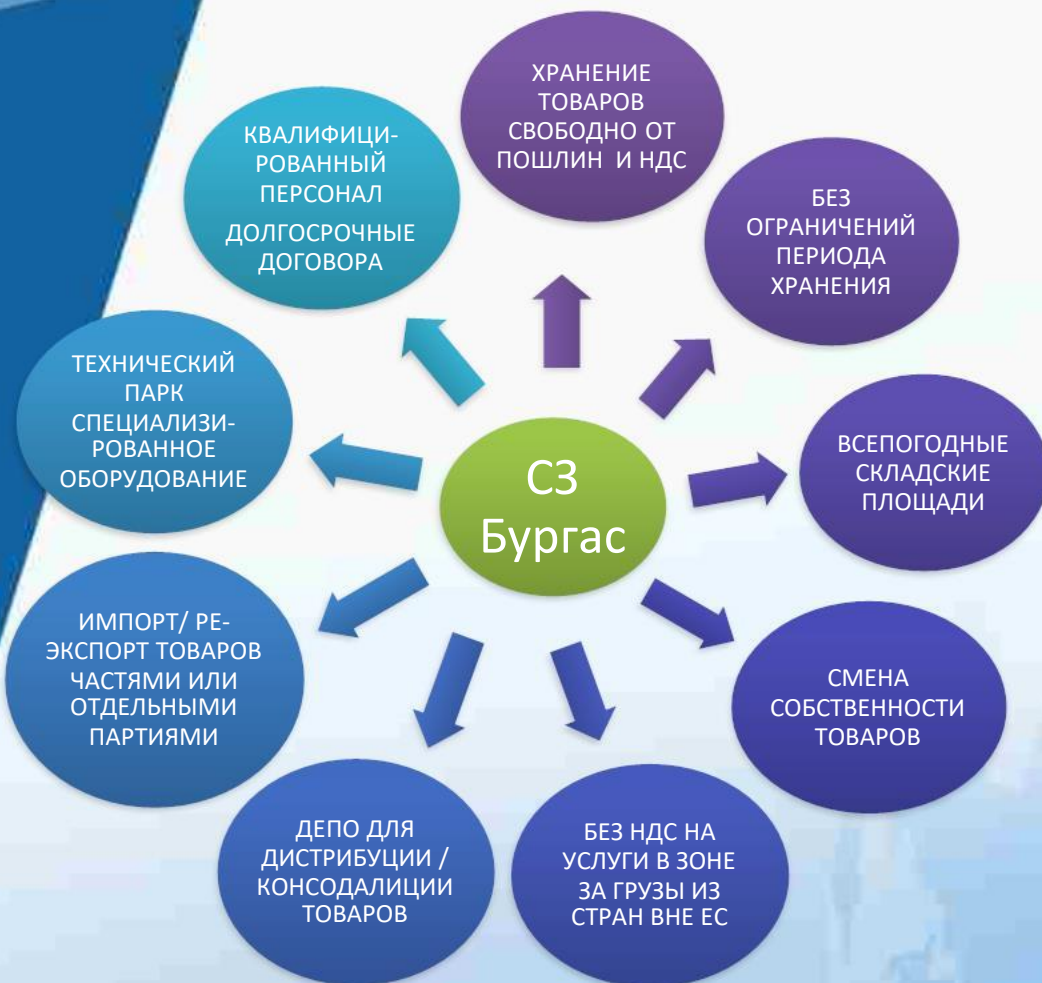 ХРАНЕНИЕ
ТОВАРОВ
СВОБОДНО ОТ
ПОШЛИН И НДС
БЕЗ
ОГРАНИЧЕНИЙ
ПЕРИОДА
ХРАНЕНИЯ
ВСЕПОГОДНЫЕ
СКЛАДСКИЕ
ПЛОЩАДИ
СМЕНА
СОБСТВЕННОСТИ
ТОВАРОВ
БЕЗ НДС НА
УСЛУГИ В ЗОНЕ
ЗА ГРУЗЫ ИЗ
СТРАН ВНЕ ЕС
ДЕПО ДЛЯ
ДИСТРИБУЦИИ /
КОНСОДАЛИЦИИ
ТОВАРОВ
ИМПОРТ/ РЕ-
ЭКСПОРТ ТОВАРОВ
ЧАСТЯМИ ИЛИ
ОТДЕЛЬНЫМИ
ПАРТИЯМИ
ТЕХНИЧЕСКИЙ
ПАРК
СПЕЦИАЛИЗИ-
РОВАННОЕ
ОБОРУДОВАНИЕ
КВАЛИФИЦИ-
РОВАННЫЙ
ПЕРСОНАЛ
ДОЛГОСРОЧНЫЕ
ДОГОВОРА
СЗ
Бургас